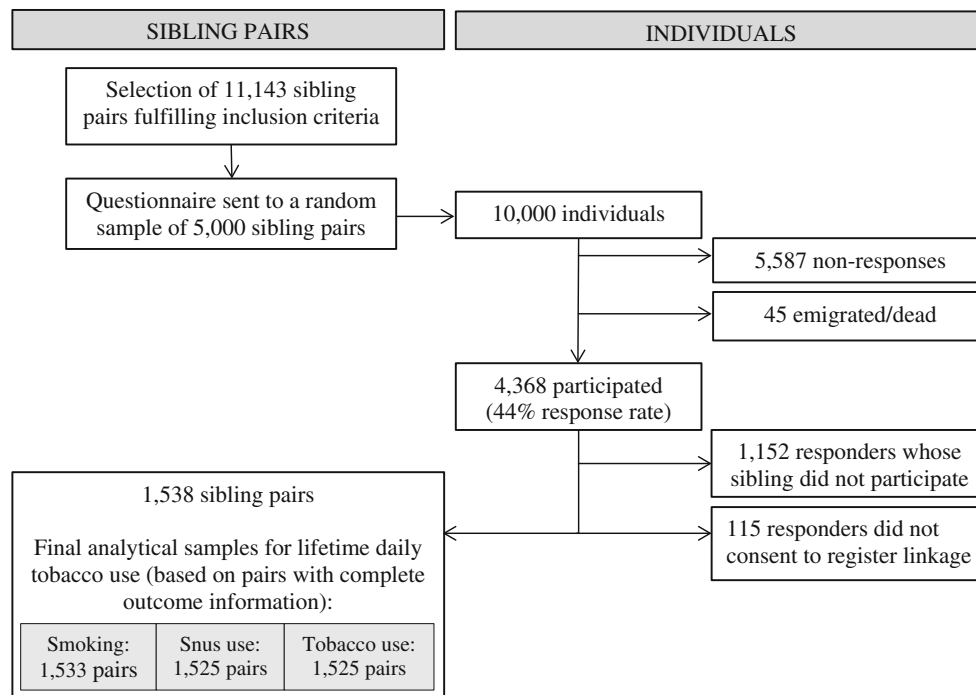 SIBLING PAIRS
INDIVIDUALS
Selection of 11,143 sibling
pairs fulfilling inclusion criteria
Questionnaire sent to a random
sample of 5,000 sibling pairs
10,000 individuals
5,587 non-responses
45 emigrated/dead
4,368 participated
(44% response rate)
1,152 responders whose
sibling did not participate
115 responders did not
consent to register linkage
1,538 sibling pairs
Final analytical samples for lifetime daily
tobacco use (based on pairs with complete
outcome information):
Smoking:
1,533 pairs
Snus use:
1,525 pairs
Tobacco use:
1,525 pairs